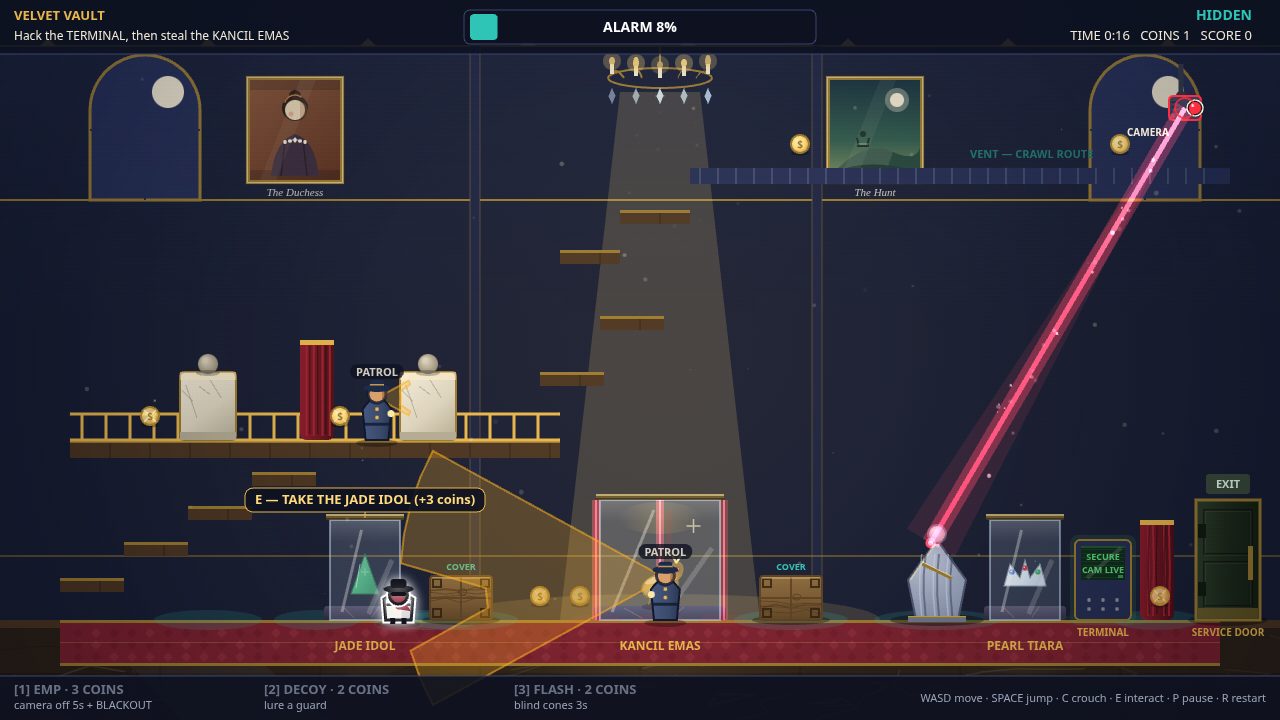 VELVET VAULT
Hack the TERMINAL, then steal the KANCIL EMAS
ALARM 8%
HIDDEN
TIME 0:16 COINS 1 SCORE 0
CAMERA
VENT — CRAWL ROUTE
The Duchess
The Hunt
PATROL
E — TAKE THE JADE IDOL (+3 coins)
EXIT
PATROL
COVER
COVER
SECURE
CAM LIVE
JADE IDOL
KANCIL EMAS
PEARL TIARA
TERMINAL
SERVICE DOOR
[1] EMP · 3 COINS
camera off 5s + BLACKOUT
[2] DECOY · 2 COINS
lure a guard
[3] FLASH · 2 COINS
blind cones 3s
WASD move · SPACE jump · C crouch · E interact · P pause · R restart